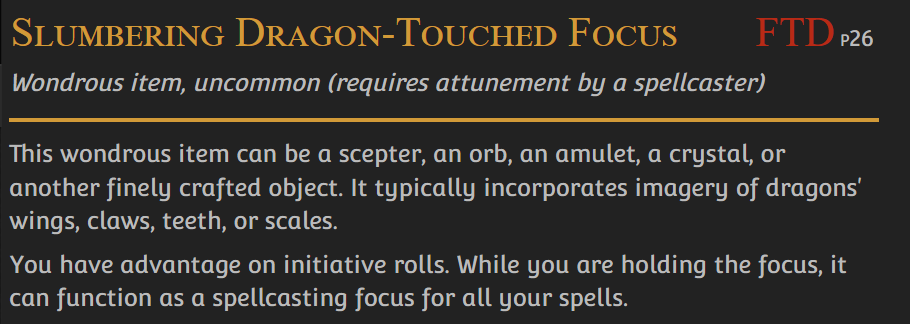 Slumbering Dragon-Touched Focus FTD P26
Wondrous item, uncommon (requires attunement by a spellcaster)
This wondrous item can be a scepter, an orb, an amulet, a crystal, or
another finely crafted object. It typically incorporates imagery of dragons'
wings, claws, teeth, or scales.
You have advantage on initiative rolls. While you are holding the focus, it
can function as a spellcasting focus for all your spells.